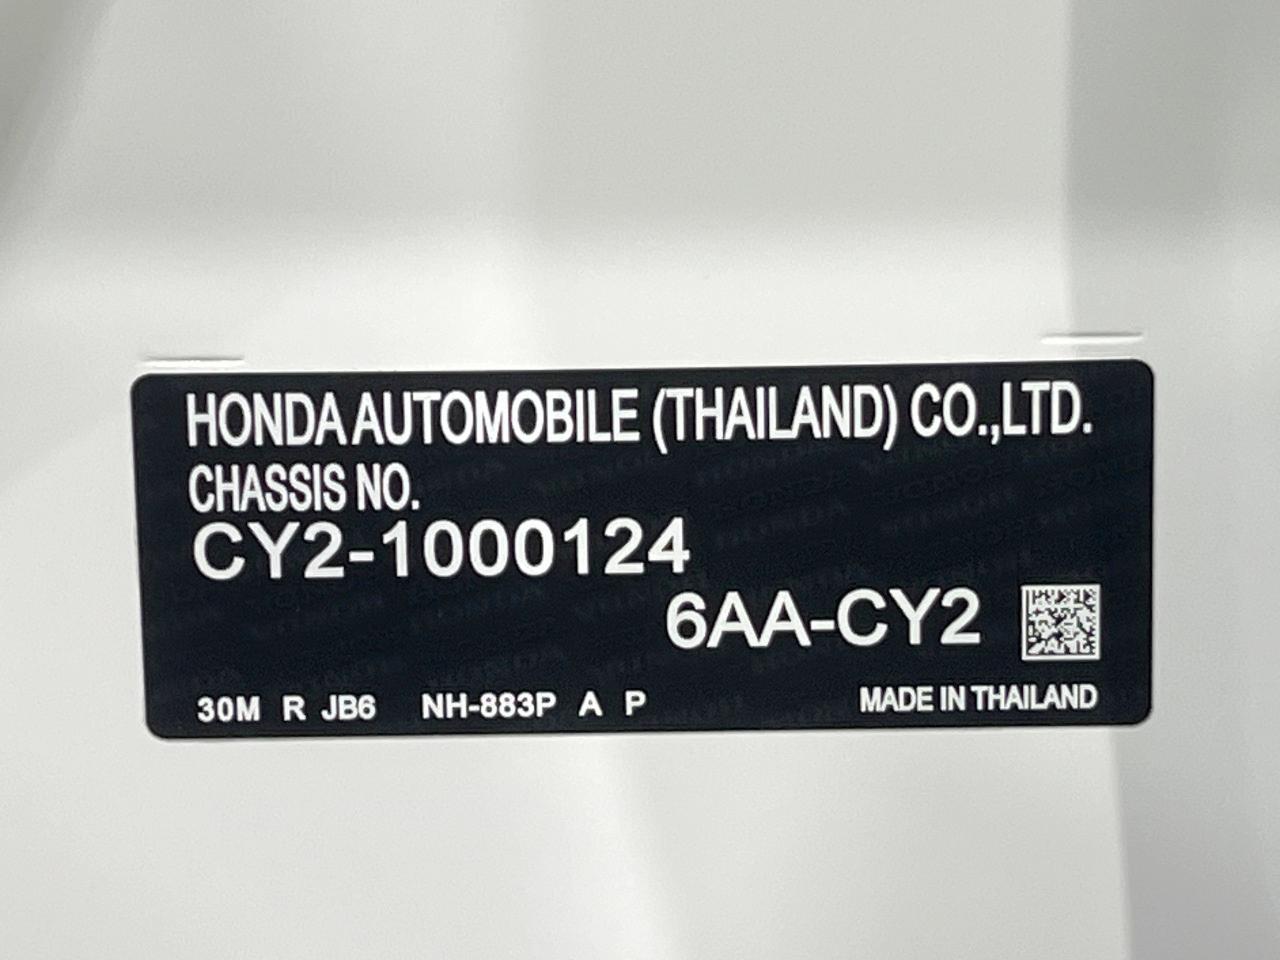 HONDA AUTOMOBILE (THAILAND) CO.,LTD.
CHASSIS NO.
CY2-1000124
6AA-CY2
30M R JB6 NH-883P A P MADE IN THAILAND